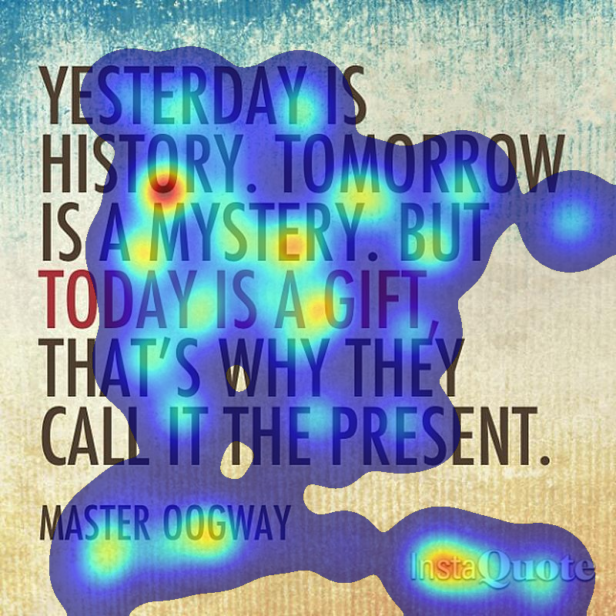 YESTERDAY IS
HISTORY. TOMORROW
IS A MYSTERY. BUT
TODAY IS A GIFT,
THAT'S WHY THEY
CALL IT THE PRESENT.
MASTER OOGWAY
InstaQuote